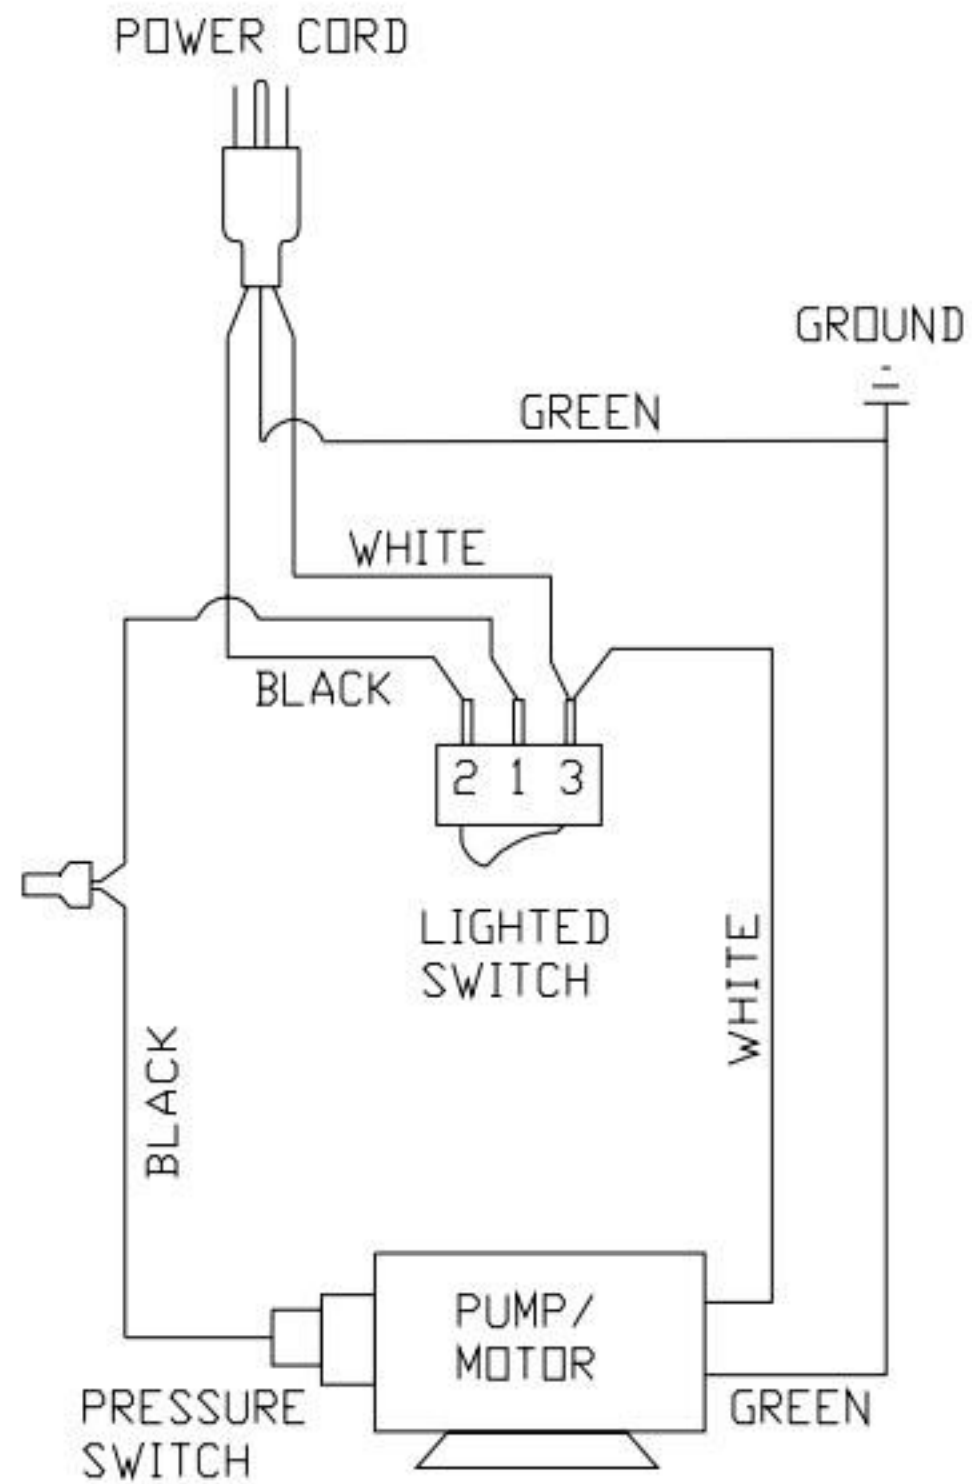 POWER CORD
GROUND
GREEN
WHITE
BLACK
2 1 3
LIGHTED
SWITCH
WHITE
BLACK
PUMP/
MOTOR
PRESSURE
SWITCH
GREEN